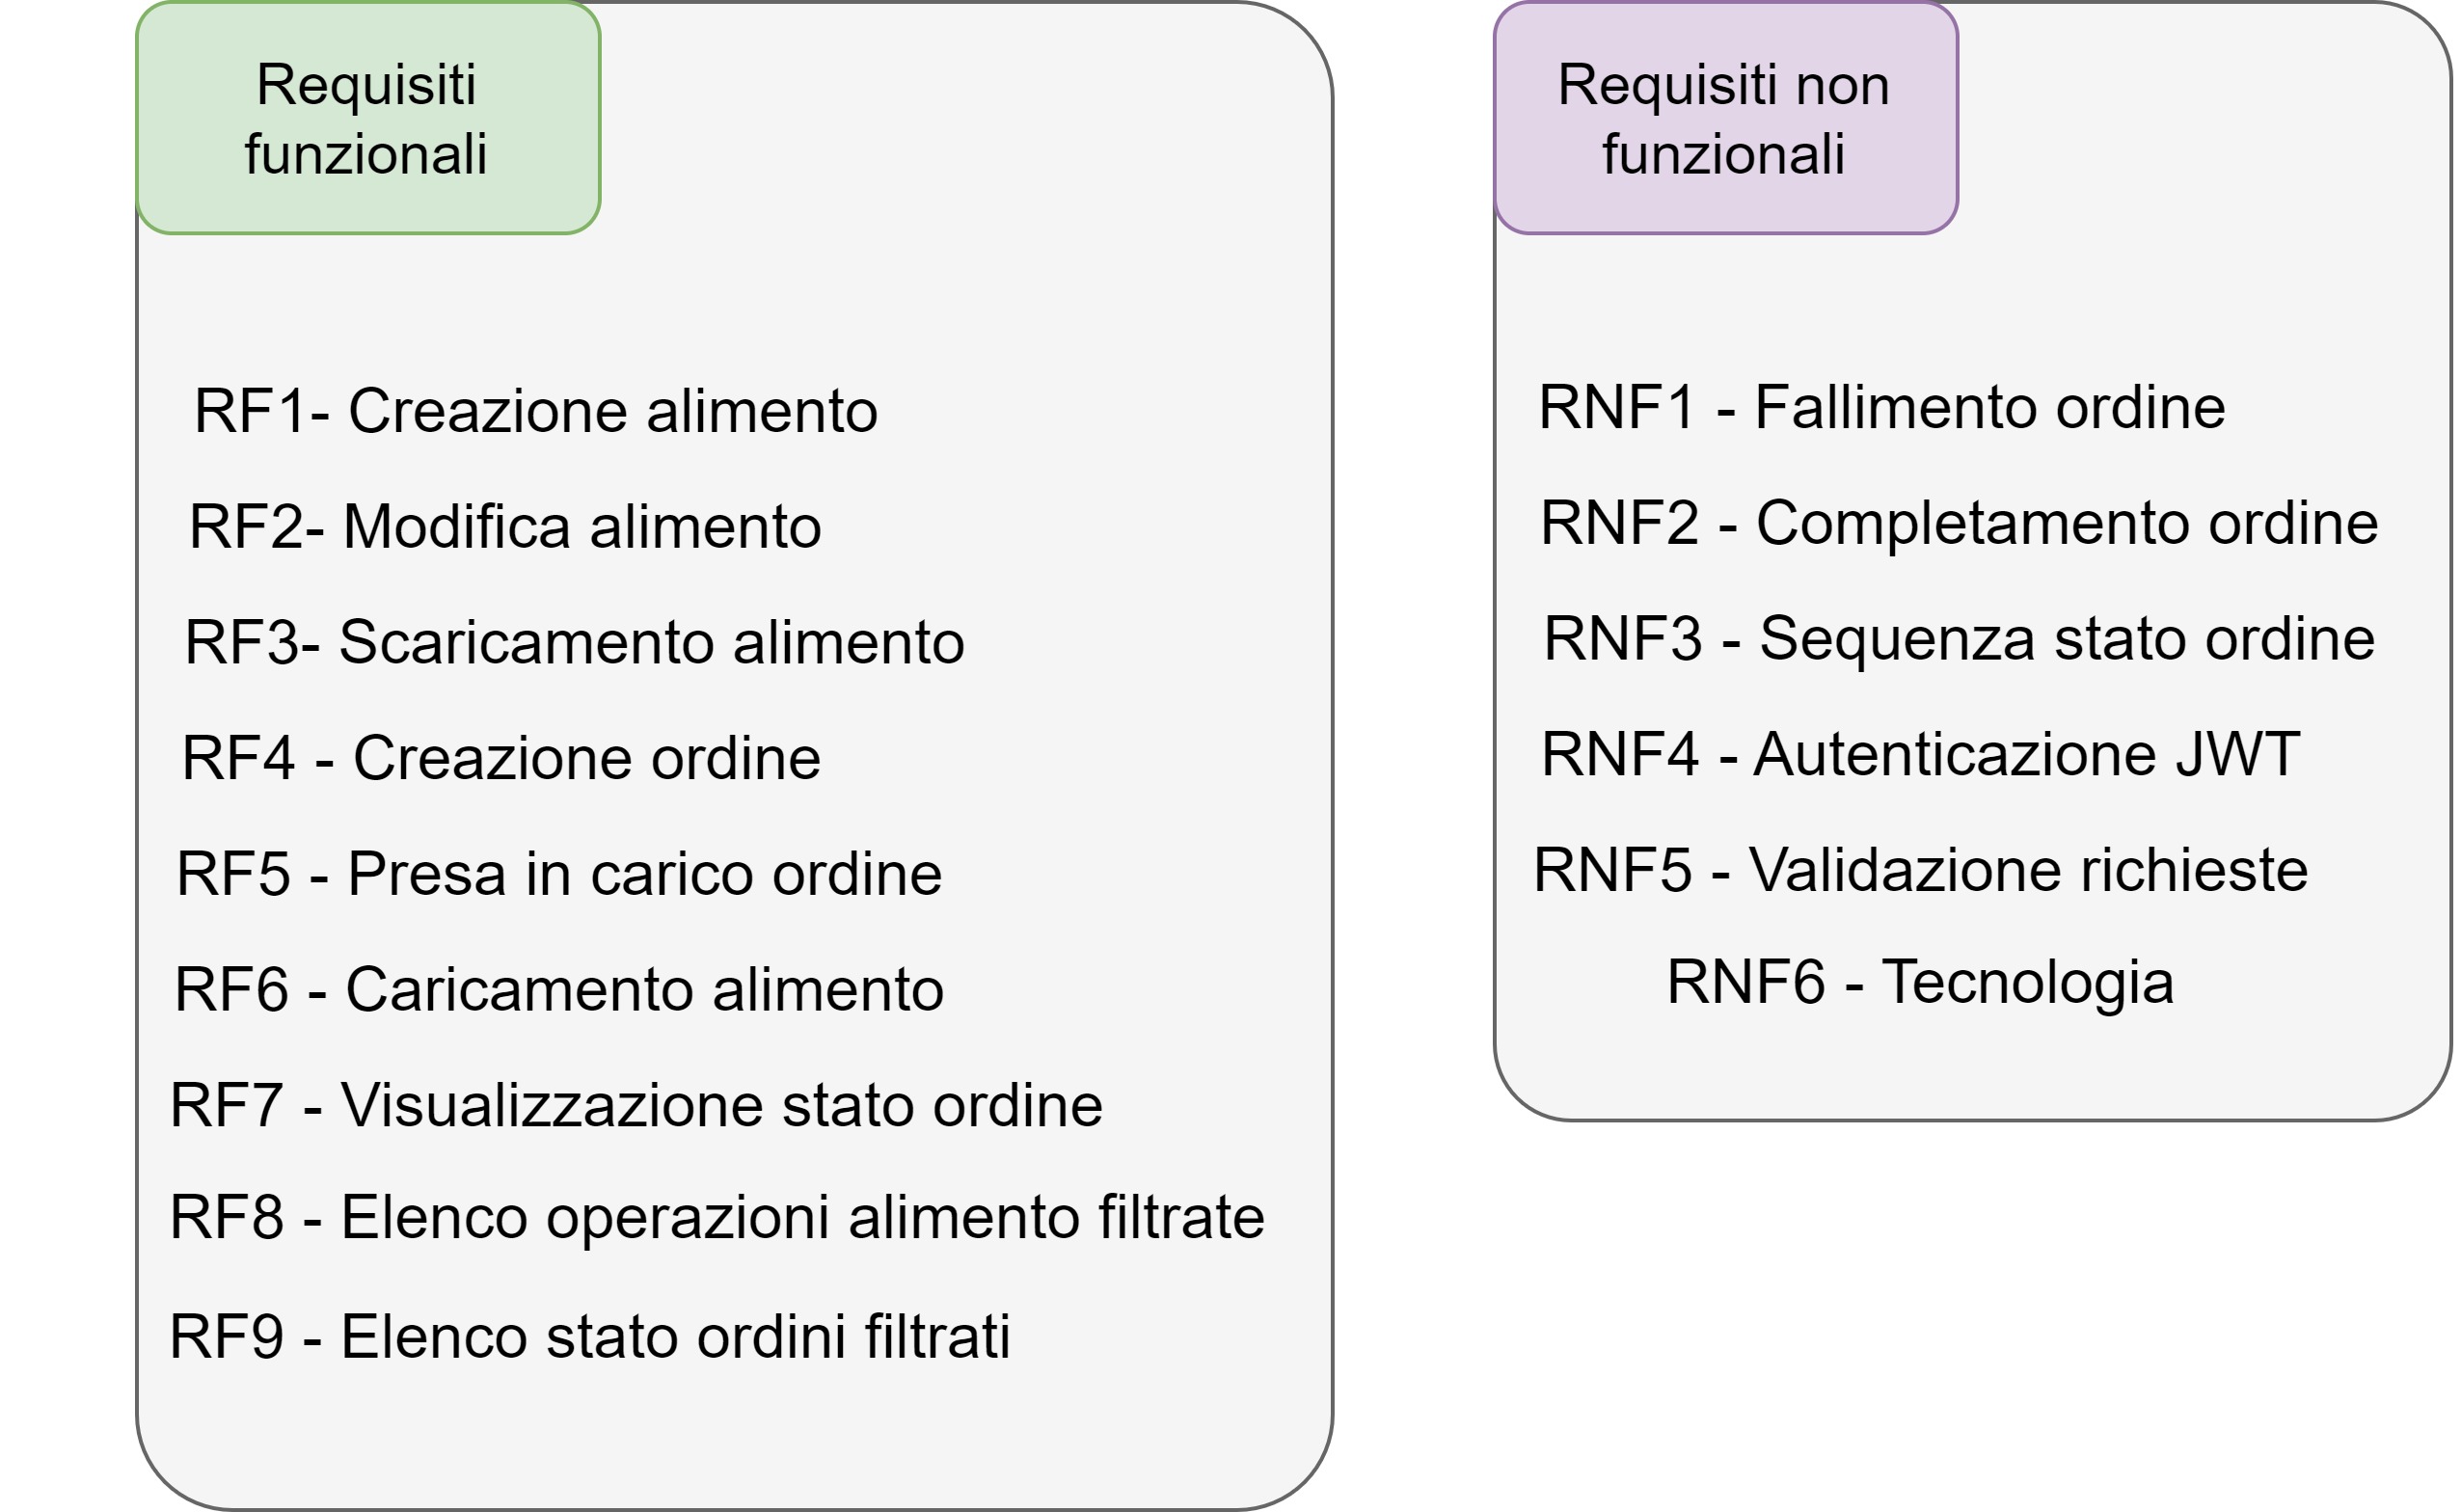 Requisiti
funzionali
RF1- Creazione alimento
RF2- Modifica alimento
RF3- Scaricamento alimento
RF4 - Creazione ordine
RF5 - Presa in carico ordine
RF6 - Caricamento alimento
RF7 - Visualizzazione stato ordine
RF8 - Elenco operazioni alimento filtrate
RF9 - Elenco stato ordini filtrati
Requisiti non
funzionali
RNF1 - Fallimento ordine
RNF2 - Completamento ordine
RNF3 - Sequenza stato ordine
RNF4 - Autenticazione JWT
RNF5 - Validazione richieste
RNF6 - Tecnologia